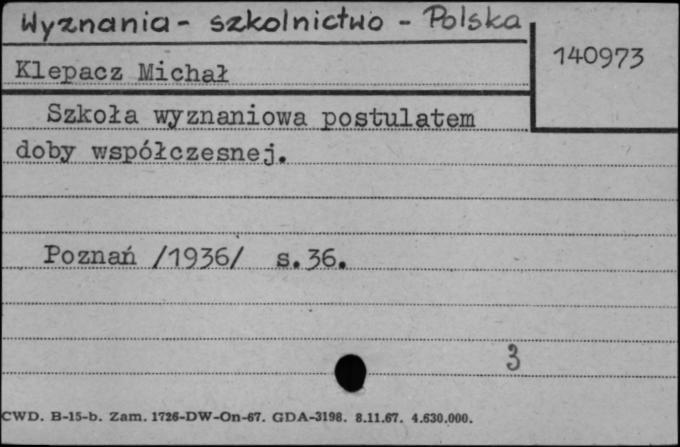 Wyznania - szkolnictwo - Polska
140973
Klepacz Michał
Szkoła wyznaniowa postulatem
doby współczesnej.
Poznań /1936/ s.36.
3
CWD. B-15-b. Zam. 1726-DW-On-67. GDA-3198. 8.11.67. 4.630.000.